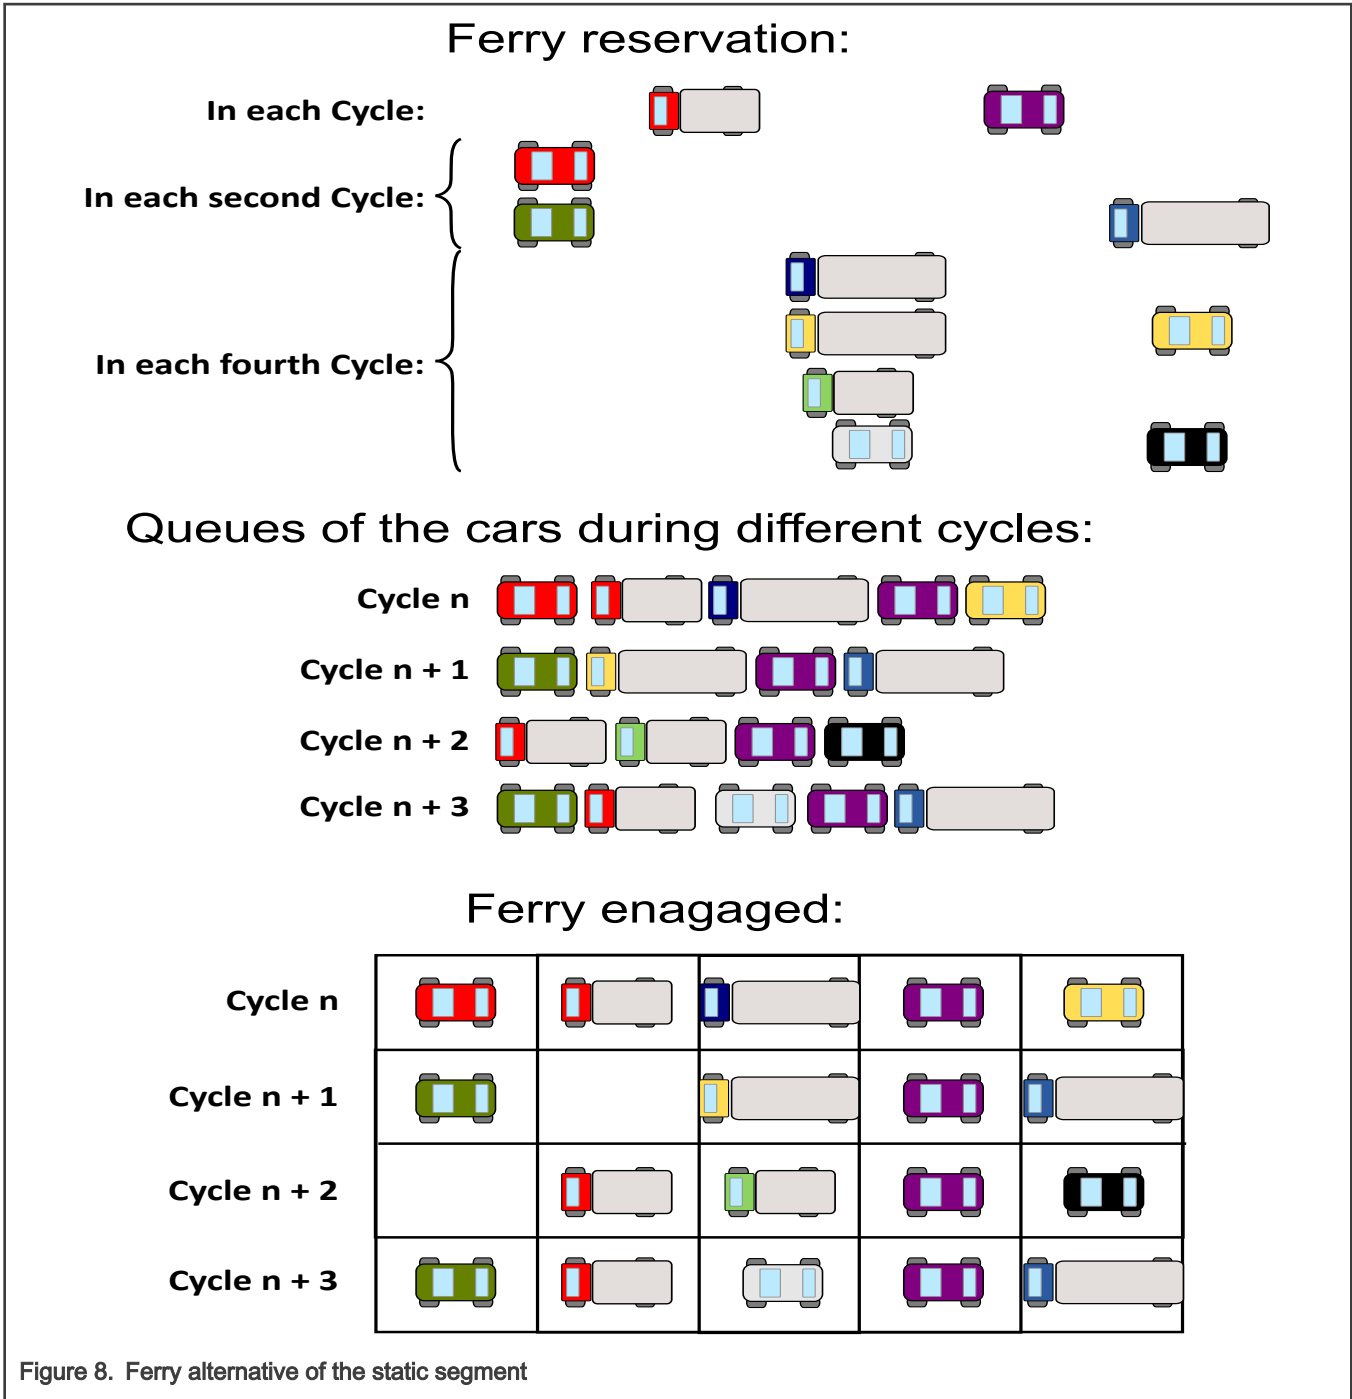 Ferry reservation:
In each Cycle:
In each second Cycle:
In each fourth Cycle:
Queues of the cars during different cycles:
Cycle n
Cycle n + 1
Cycle n + 2
Cycle n + 3
Ferry enagaged:
Cycle n
Cycle n + 1
Cycle n + 2
Cycle n + 3
Figure 8. Ferry alternative of the static segment